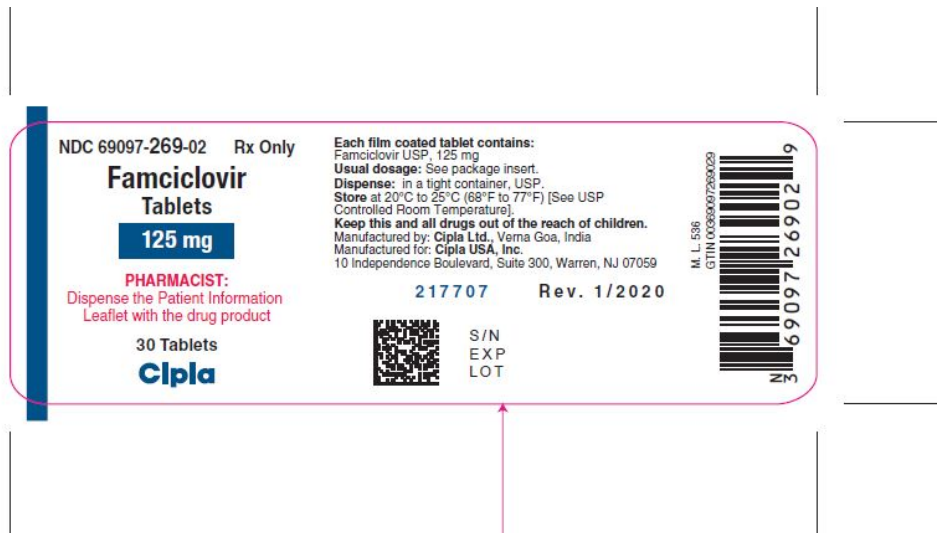 NDC 69097-269-02 Rx Only
Famciclovir
Tablets
125 mg
PHARMACIST:
Dispense the Patient Information
Leaflet with the drug product
30 Tablets
Cipla
Each film coated tablet contains:
Famciclovir USP, 125 mg
Usual dosage: See package insert.
Dispense: in a tight container, USP.
Store at 20°C to 25°C (68°F to 77°F) [See USP
Controlled Room Temperature].
Keep this and all drugs out of the reach of children.
Manufactured by: Cipla Ltd., Verna Goa, India
Manufactured for: Cipla USA, Inc.
10 Independence Boulevard, Suite 300, Warren, NJ 07059
217707 Rev. 1/2020
S/N
EXP
LOT
M. L. 536
GTIN 00369097269029
N
3 69097 26902 9